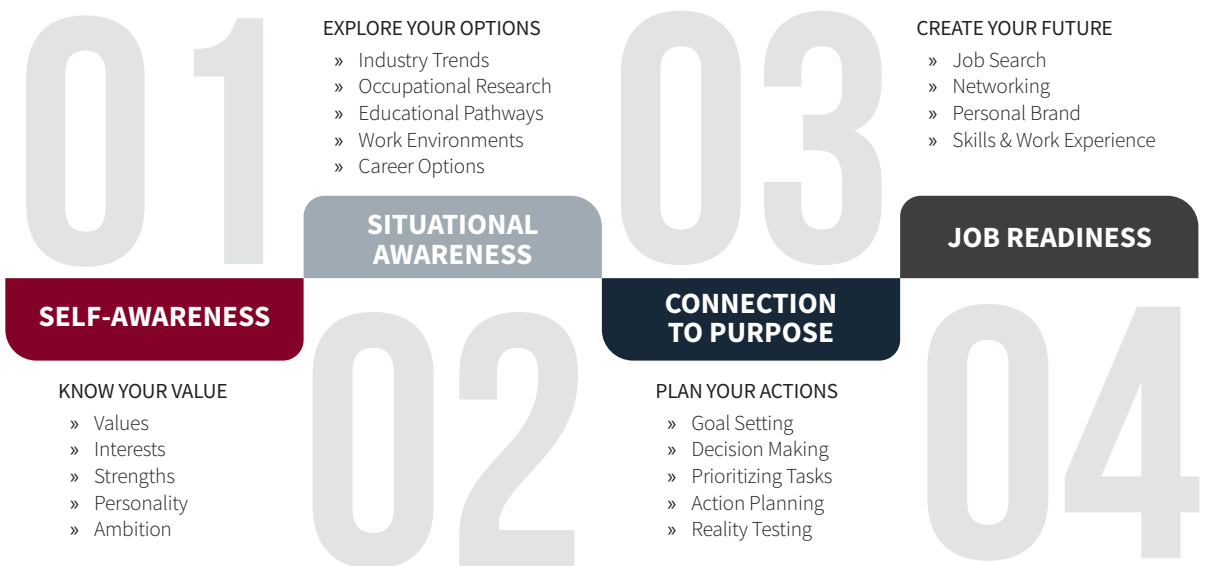 01
SELF-AWARENESS
KNOW YOUR VALUE
» Values
» Interests
» Strengths
» Personality
» Ambition
EXPLORE YOUR OPTIONS
» Industry Trends
» Occupational Research
» Educational Pathways
» Work Environments
» Career Options
SITUATIONAL
AWARENESS
02
03
CONNECTION
TO PURPOSE
PLAN YOUR ACTIONS
» Goal Setting
» Decision Making
» Prioritizing Tasks
» Action Planning
» Reality Testing
CREATE YOUR FUTURE
» Job Search
» Networking
» Personal Brand
» Skills & Work Experience
JOB READINESS
04